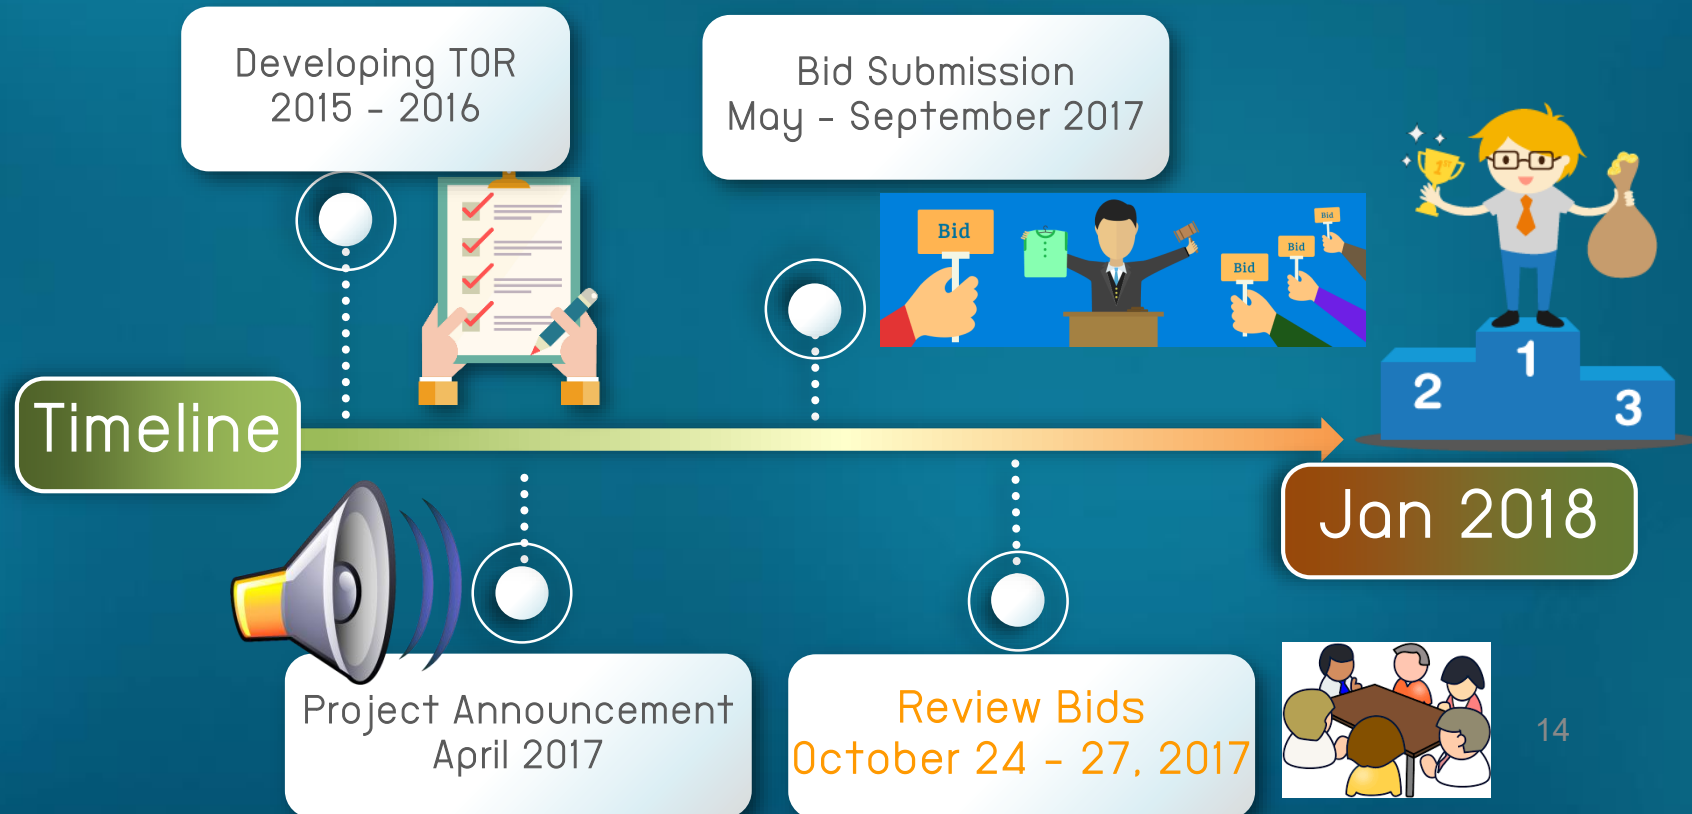 Developing TOR
2015 - 2016
Bid Submission
May - September 2017
Bid
Bid
Bid
Bid
1st
1
2
3
Timeline
Jan 2018
Project Announcement
April 2017
Review Bids
October 24 - 27, 2017
14